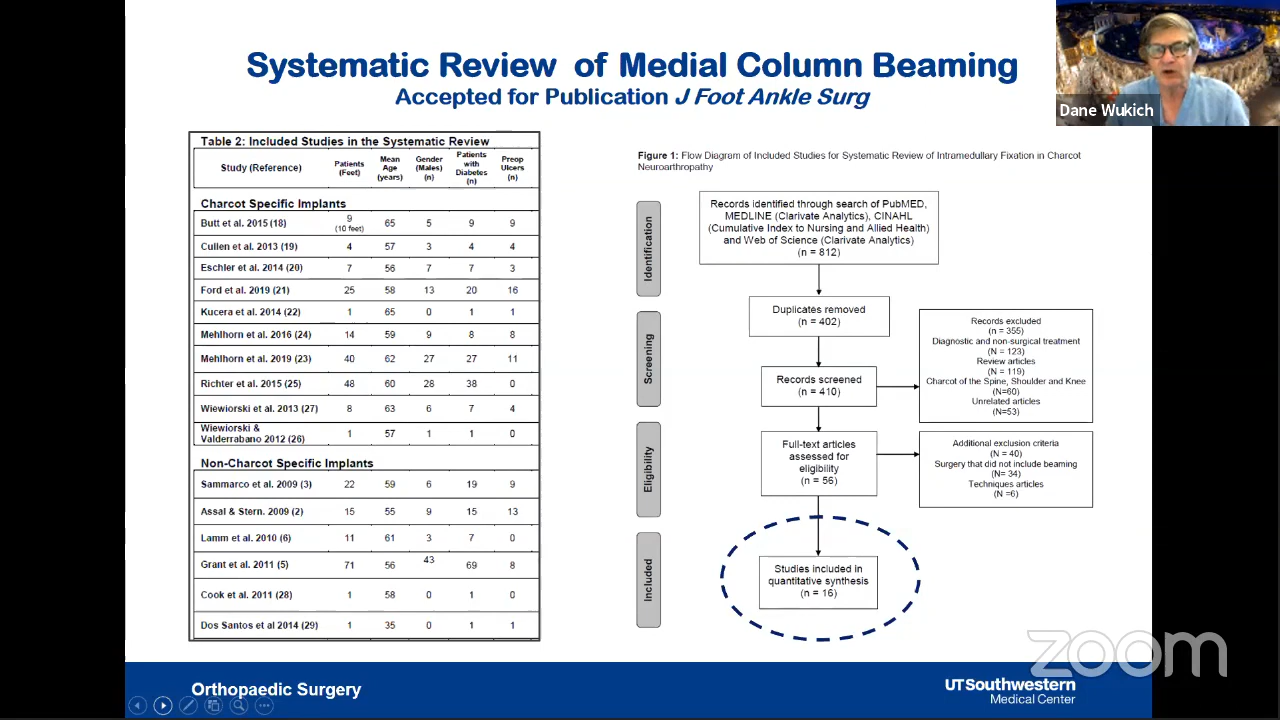 Systematic Review of Medial Column Beaming
Accepted for Publication J Foot Ankle Surg
Dane Wukich
Table 2: Included Studies in the Systematic Review
Study (Reference) Patients (Feet) Mean Age (years) Gender (Males) (n) Patients with Diabetes (n) Preop Ulcers (n)
Charcot Specific Implants
Butt et al. 2015 (18) 9 (10 feet) 65 5 9 9
Cullen et al. 2013 (19) 4 57 3 4 4
Eschler et al. 2014 (20) 7 56 7 7 3
Ford et al. 2019 (21) 25 58 13 20 16
Kucera et al. 2014 (22) 1 65 0 1 1
Mehlhorn et al. 2016 (24) 14 59 9 8 8
Mehlhorn et al. 2019 (23) 40 62 27 27 11
Richter et al. 2015 (25) 48 60 28 38 0
Wiewiorski et al. 2013 (27) 8 63 6 7 4
Wiewiorski &
Valderrabano 2012 (26) 1 57 1 1 0
Non-Charcot Specific Implants
Sammarco et al. 2009 (3) 22 59 6 19 9
Assal & Stern. 2009 (2) 15 55 9 15 13
Lamm et al. 2010 (6) 11 61 3 7 0
Grant et al. 2011 (5) 71 56 43 69 8
Cook et al. 2011 (28) 1 58 0 1 0
Dos Santos et al 2014 (29) 1 35 0 1 1
Figure 1: Flow Diagram of Included Studies for Systematic Review of Intramedullary Fixation in Charcot
Neuroarthropathy
Identification
Records identified through search of PubMED,
MEDLINE (Clarivate Analytics), CINAHL
(Cumulative Index to Nursing and Allied Health)
and Web of Science (Clarivate Analytics)
(n = 812)
Screening
Duplicates removed
(n = 402)
Records screened
(n = 410)
Records excluded
(n = 355)
Diagnostic and non-surgical treatment
(N = 123)
Review articles
(N = 119)
Charcot of the Spine, Shoulder and Knee
(N=60)
Unrelated articles
(N=53)
Eligibility
Full-text articles
assessed for
eligibility
(n = 56)
Additional exclusion criteria
(N = 40)
Surgery that did not include beaming
(N= 34)
Techniques articles
(N =6)
Included
Studies included in
quantitative synthesis
(n = 16)
zoom
Orthopaedic Surgery
UTSouthwestern
Medical Center